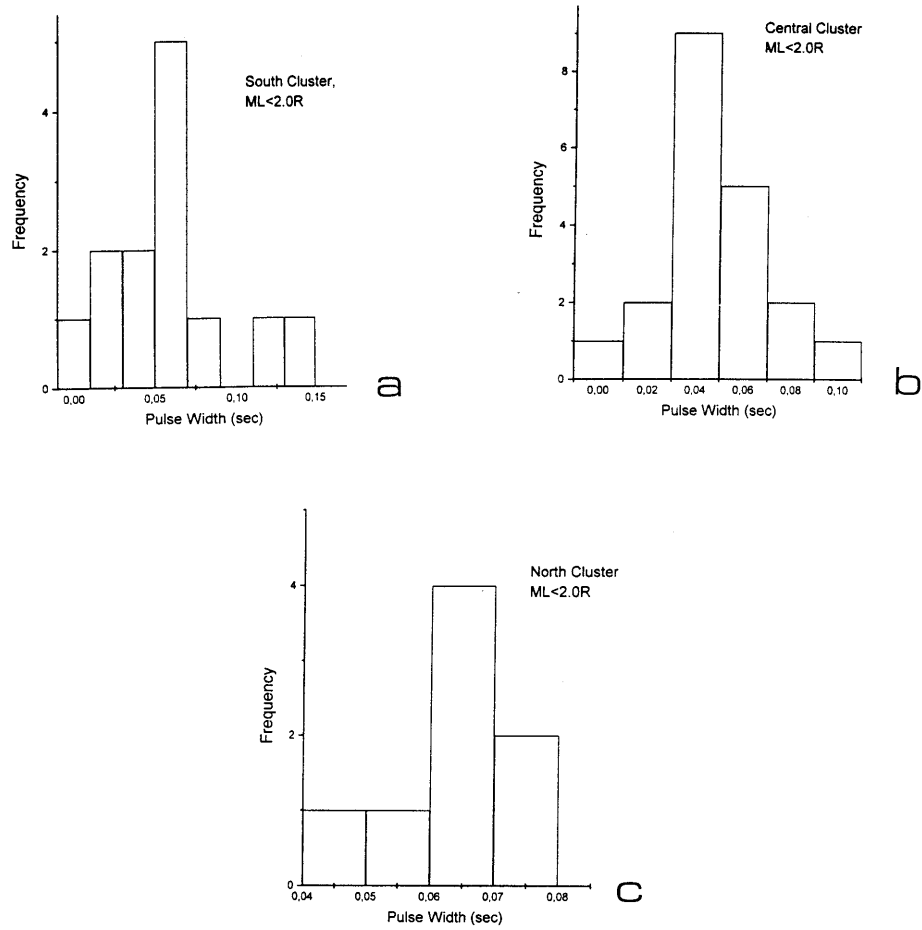 South Cluster,
ML<2.0R
Frequency
4
2
0
0,00 0,05 0,10 0,15
Pulse Width (sec)
a
Central Cluster
ML<2.0R
Frequency
8
6
4
2
0
0,00 0,02 0,04 0,06 0,08 0,10
Pulse Width (sec)
b
North Cluster
ML<2.0R
Frequency
4
2
0
0,04 0,05 0,06 0,07 0,08
Pulse Width (sec)
c